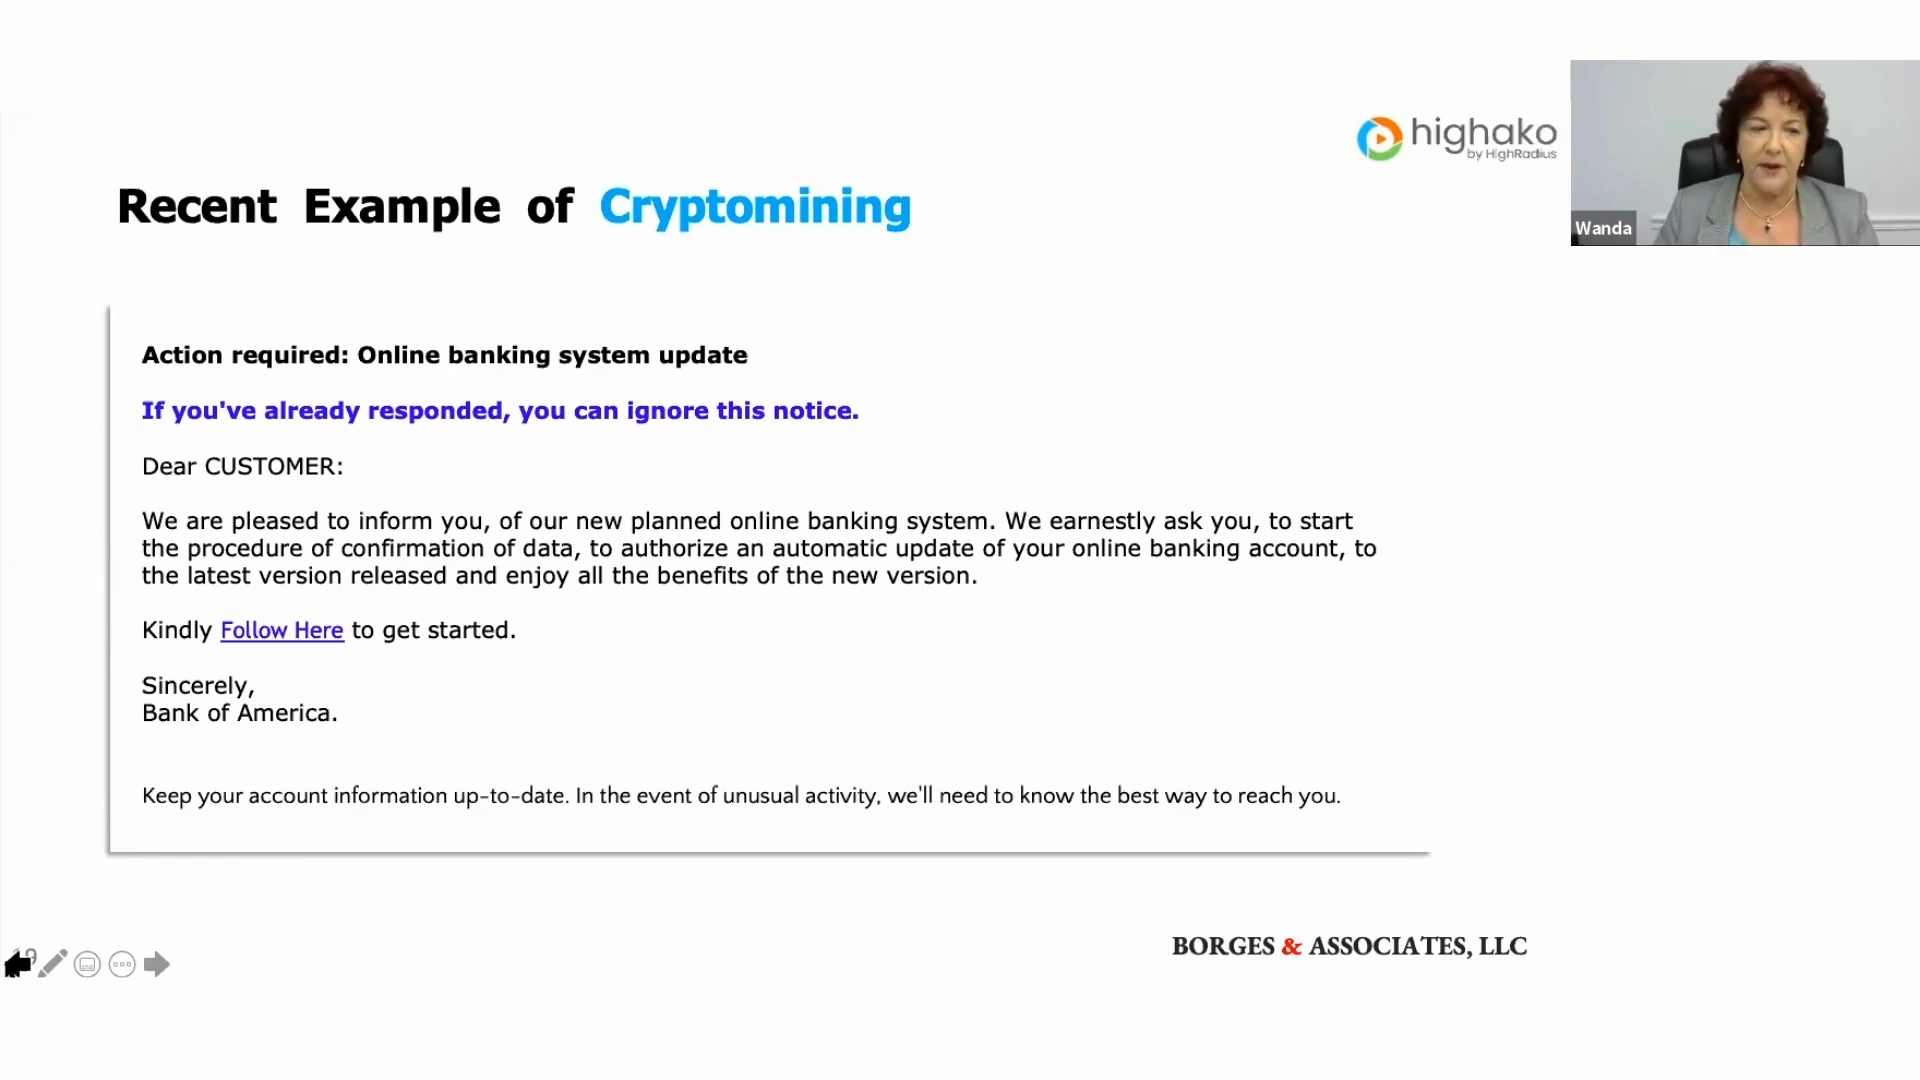 highako
by HighRadius
Wanda
Recent Example of Cryptomining
Action required: Online banking system update
If you've already responded, you can ignore this notice.
Dear CUSTOMER:
We are pleased to inform you, of our new planned online banking system. We earnestly ask you, to start
the procedure of confirmation of data, to authorize an automatic update of your online banking account, to
the latest version released and enjoy all the benefits of the new version.
Kindly Follow Here to get started.
Sincerely,
Bank of America.
Keep your account information up-to-date. In the event of unusual activity, we'll need to know the best way to reach you.
BORGES & ASSOCIATES, LLC